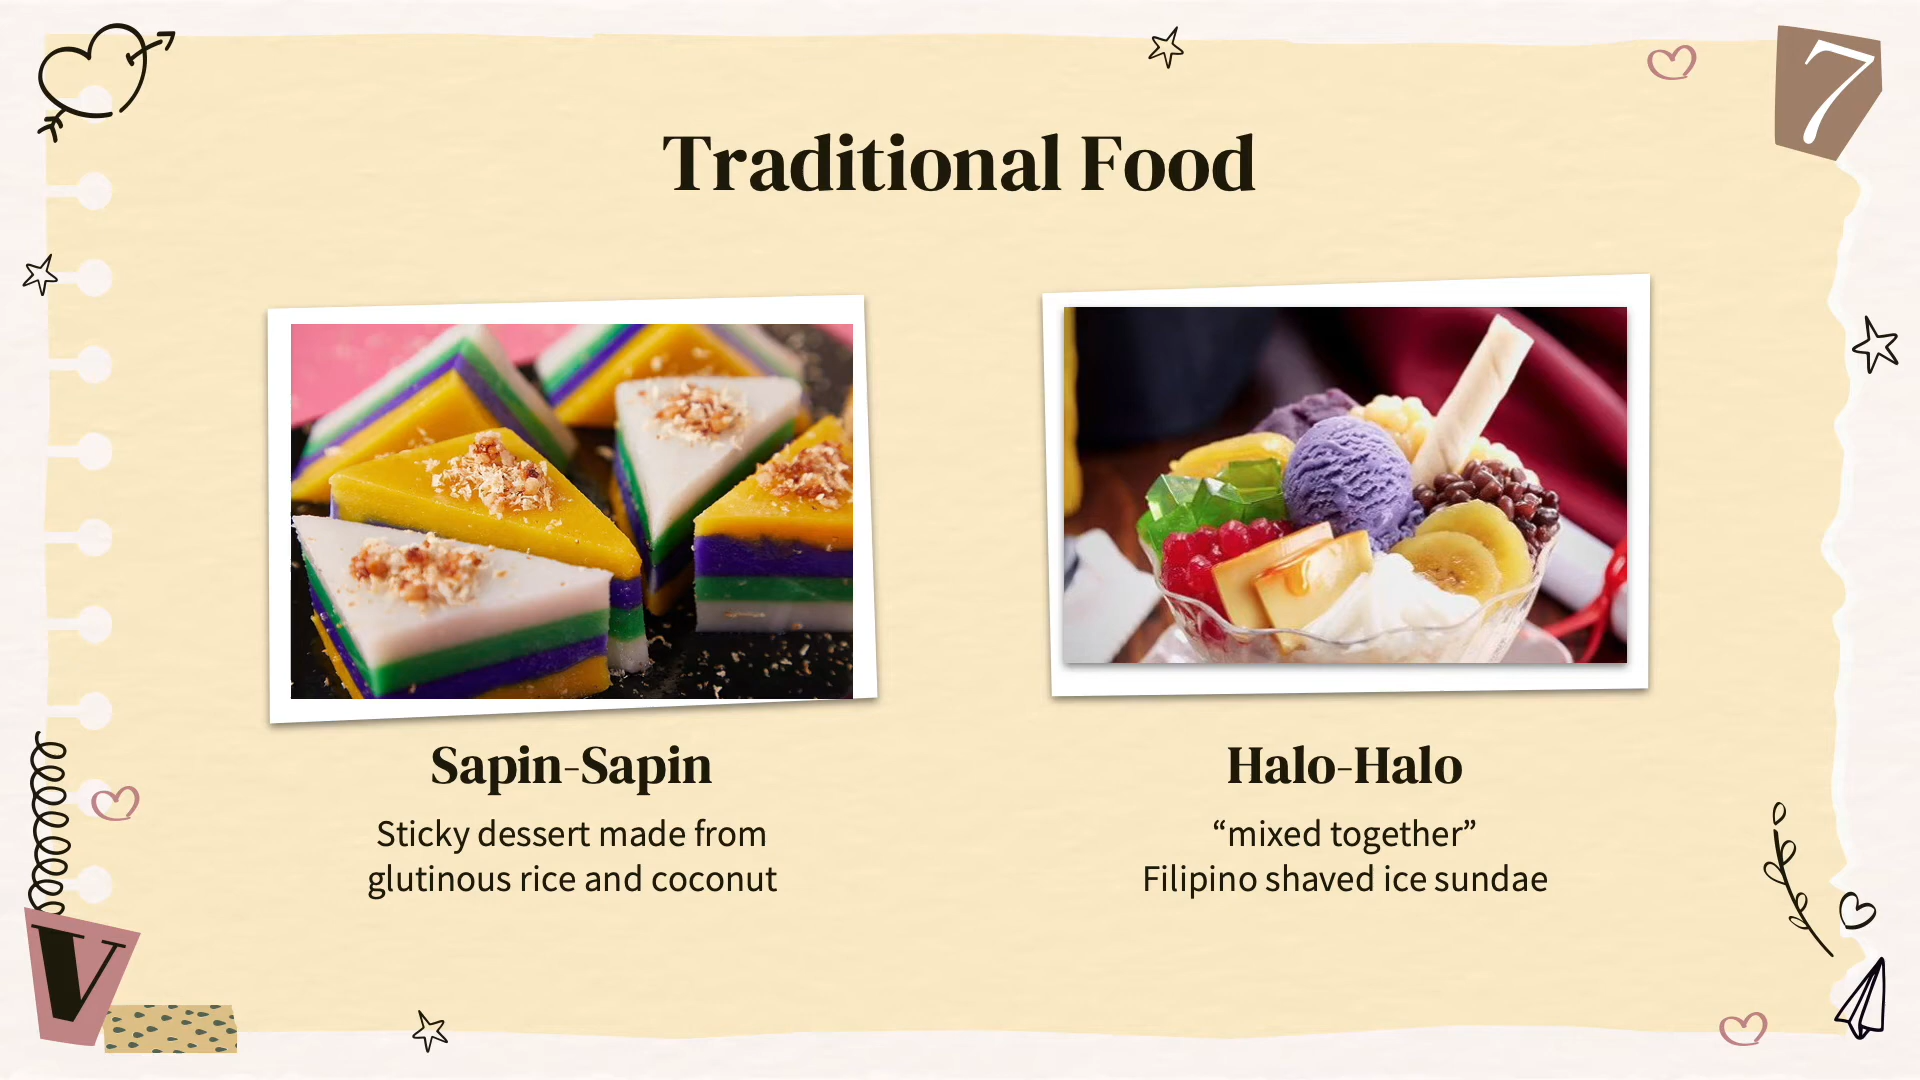 7
Traditional Food
Sapin-Sapin
Sticky dessert made from
glutinous rice and coconut
Halo-Halo
“mixed together”
Filipino shaved ice sundae
V